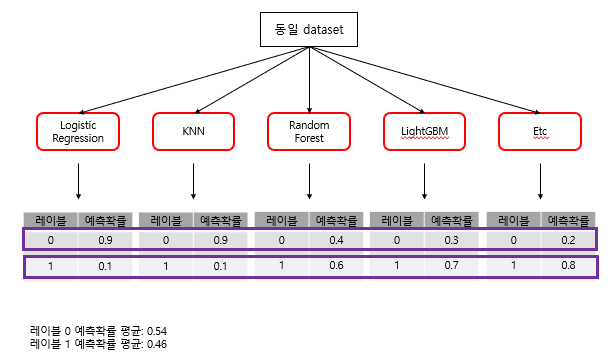 동일 dataset
Logistic
Regression
KNN
Random
Forest
LightGBM
Etc
레이블 예측확률 레이블 예측확률 레이블 예측확률 레이블 예측확률 레이블 예측확률
0 0.9 0 0.9 0 0.4 0 0.3 0 0.2
1 0.1 1 0.1 1 0.6 1 0.7 1 0.8
레이블 0 예측확률 평균: 0.54
레이블 1 예측확률 평균: 0.46